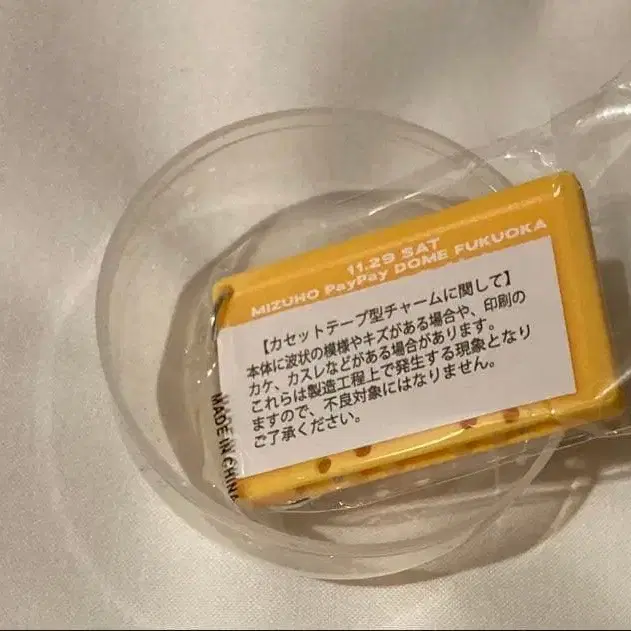 11.29 SAT
MIZUHO PayPay DOME FUKUOKA
【カセットテープ型チャームに関して】
本体に波状の模様やキズがある場合や、印刷の
カケ、カスレなどがある場合があります。
これらは製造工程上で発生する現象となり
ますので、不良対象にはなりません。
ご了承ください。
MADE IN CHINA